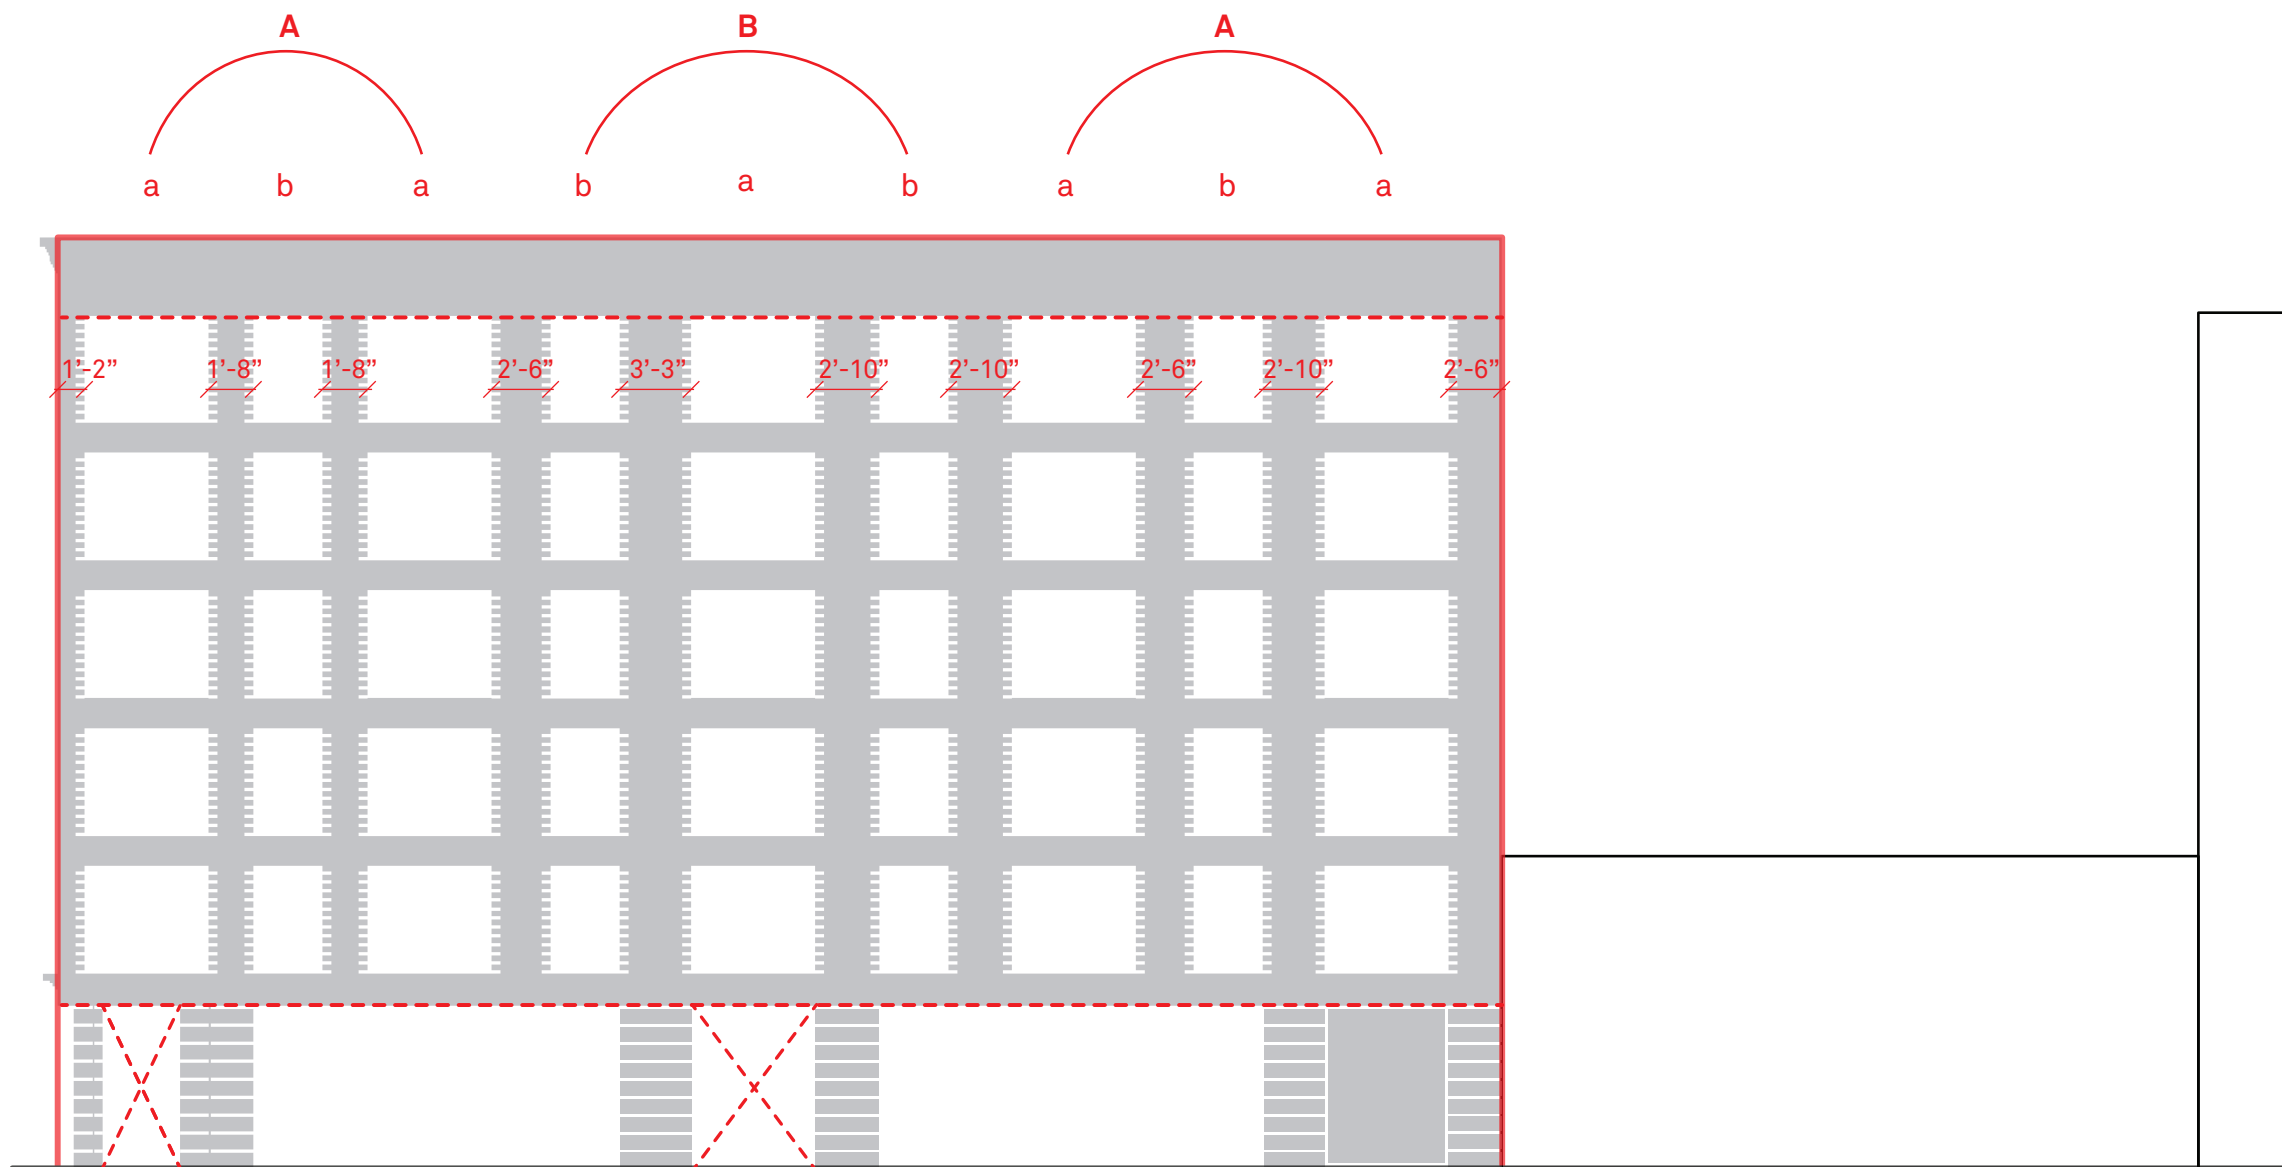 A B A
a b a b a b a b a
1’-2” 1’-8” 1’-8” 2’-6” 3’-3” 2’-10” 2’-10” 2’-6” 2’-10” 2’-6”